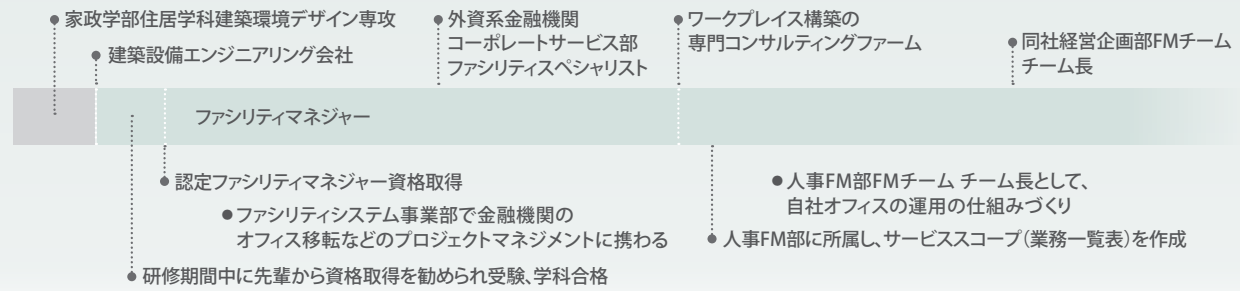 家政学部住居学科建築環境デザイン専攻
建築設備エンジニアリング会社
外資系金融機関
コーポレートサービス部
ファシリティスペシャリスト
ワークプレイス構築の
専門コンサルティングファーム
同社経営企画部FMチーム
チーム長
ファシリティマネジャー
認定ファシリティマネジャー資格取得
ファシリティシステム事業部で金融機関の
オフィス移転などのプロジェクトマネジメントに携わる
研修期間中に先輩から資格取得を勧められ受験、学科合格
人事FM部FMチーム チーム長として、
自社オフィスの運用の仕組みづくり
人事FM部に所属し、サービススコープ(業務一覧表)を作成